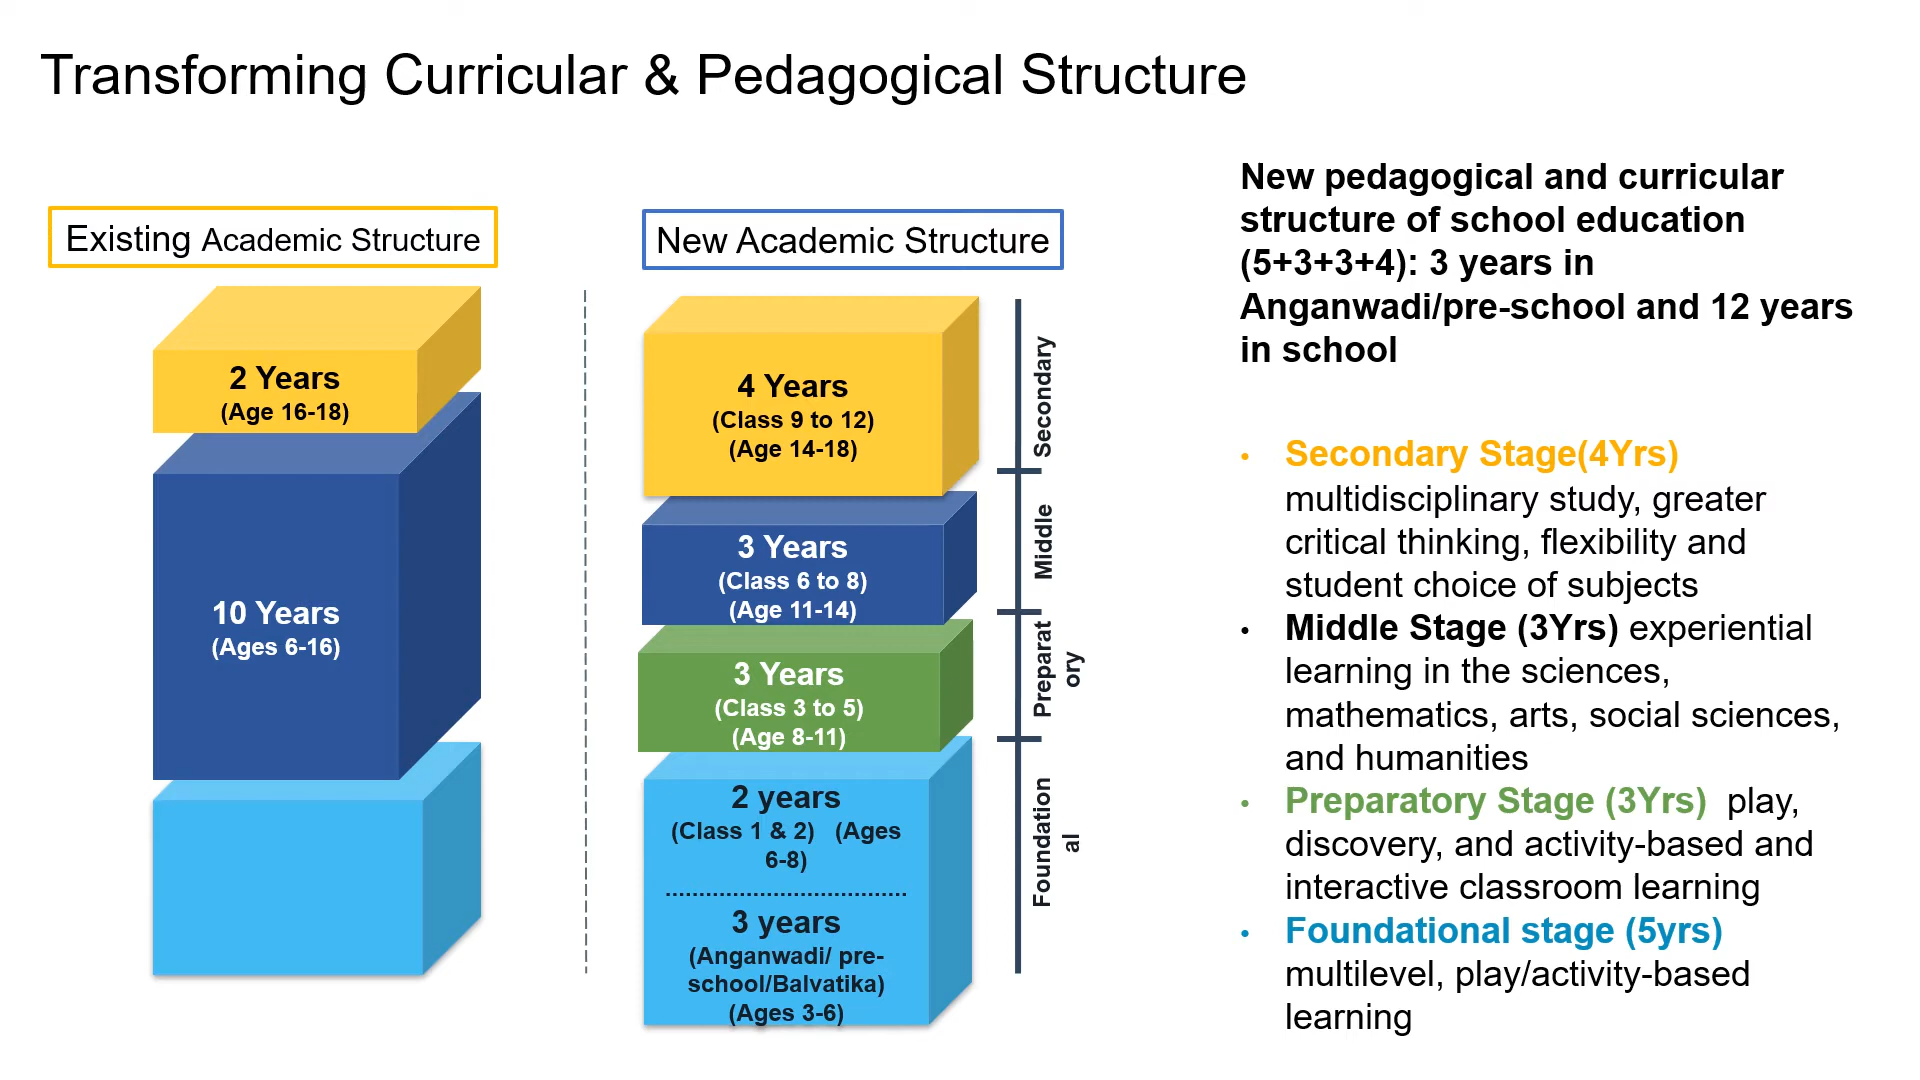 Transforming Curricular & Pedagogical Structure
Existing Academic Structure
2 Years
(Age 16-18)
10 Years
(Ages 6-16)
New Academic Structure
4 Years
(Class 9 to 12)
(Age 14-18)
3 Years
(Class 6 to 8)
(Age 11-14)
3 Years
(Class 3 to 5)
(Age 8-11)
2 years
(Class 1 & 2) (Ages
6-8)
3 years
(Anganwadi/ pre-
school/Balvatika)
(Ages 3-6)
Secondary
Middle
Preparat
ory
Foundation
al
New pedagogical and curricular
structure of school education
(5+3+3+4): 3 years in
Anganwadi/pre-school and 12 years
in school
• Secondary Stage(4Yrs)
multidisciplinary study, greater
critical thinking, flexibility and
student choice of subjects
• Middle Stage (3Yrs) experiential
learning in the sciences,
mathematics, arts, social sciences,
and humanities
• Preparatory Stage (3Yrs) play,
discovery, and activity-based and
interactive classroom learning
• Foundational stage (5yrs)
multilevel, play/activity-based
learning